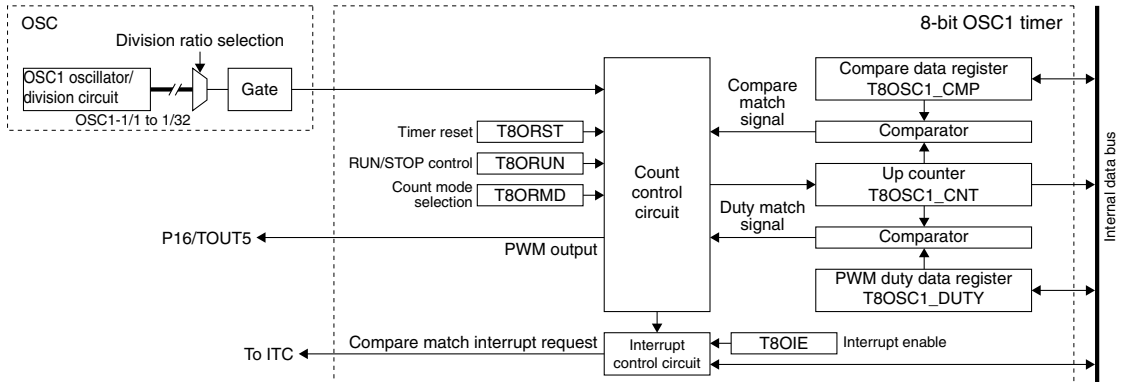 OSC
8-bit OSC1 timer
Division ratio selection
OSC1 oscillator/
division circuit
Gate
OSC1-1/1 to 1/32
Timer reset
T8ORST
RUN/STOP control
T8ORUN
Count mode
selection
T8ORMD
Count
control
circuit
Compare
match
signal
Compare data register
T8OSC1_CMP
Comparator
Up counter
T8OSC1_CNT
Duty match
signal
Comparator
PWM duty data register
T8OSC1_DUTY
Internal data bus
P16/TOUT5
PWM output
To ITC
Compare match interrupt request
Interrupt
control circuit
T8OIE
Interrupt enable